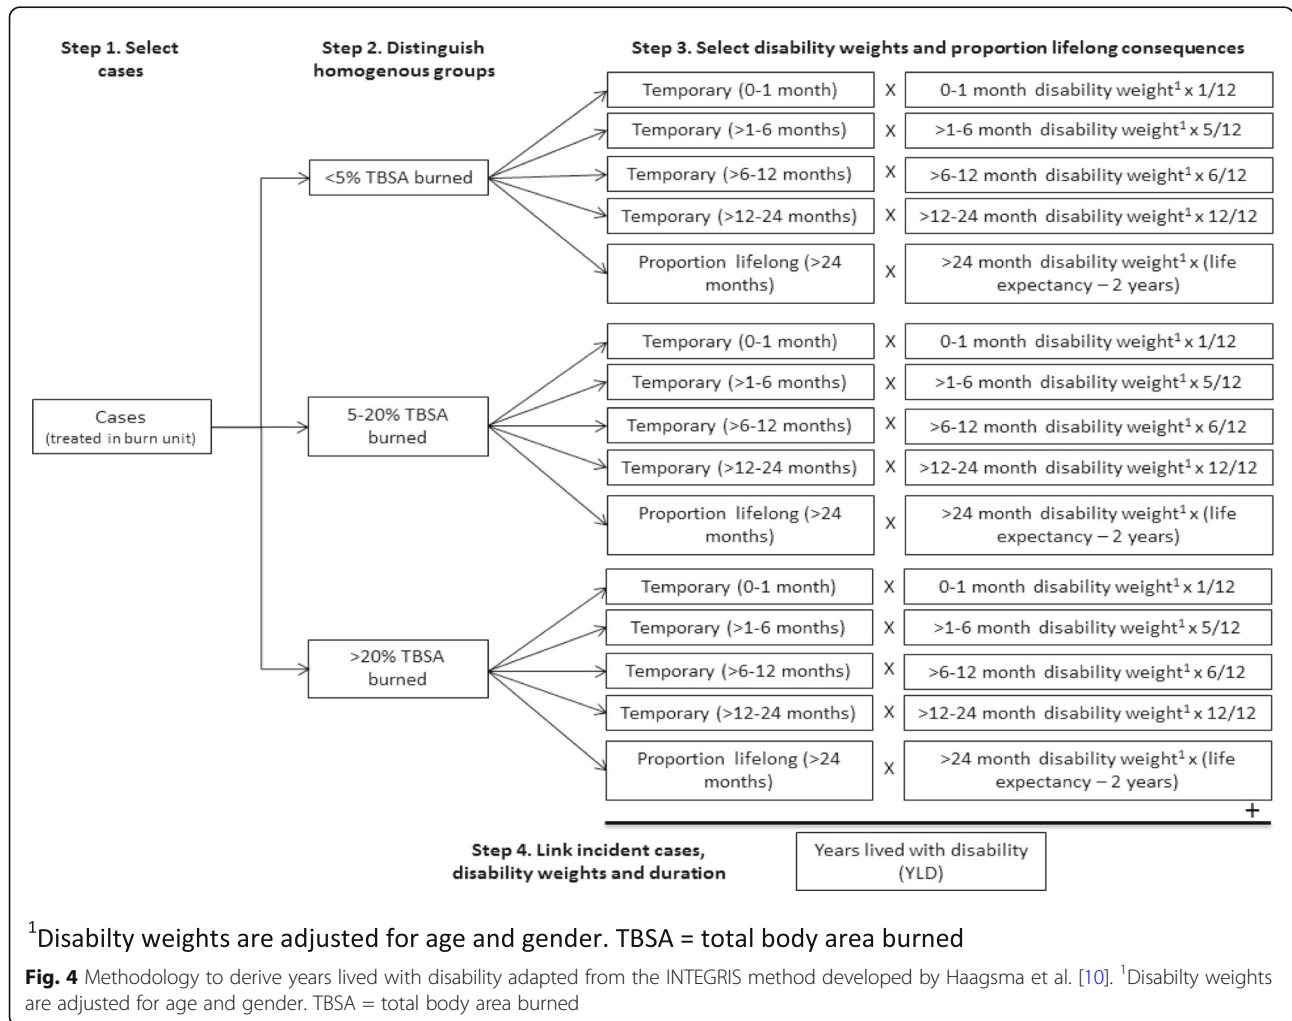 Step 1. Select
cases
Step 2. Distinguish
homogenous groups
Step 3. Select disability weights and proportion lifelong consequences
Cases
(treated in burn unit)
<5% TBSA burned
Temporary (0-1 month) X 0-1 month disability weight¹ x 1/12
Temporary (>1-6 months) X >1-6 month disability weight¹ x 5/12
Temporary (>6-12 months) X >6-12 month disability weight¹ x 6/12
Temporary (>12-24 months) X >12-24 month disability weight¹ x 12/12
Proportion lifelong (>24
months)
X
>24 month disability weight¹ x (life
expectancy – 2 years)
5-20% TBSA
burned
Temporary (0-1 month) X 0-1 month disability weight¹ x 1/12
Temporary (>1-6 months) X >1-6 month disability weight¹ x 5/12
Temporary (>6-12 months) X >6-12 month disability weight¹ x 6/12
Temporary (>12-24 months) X >12-24 month disability weight¹ x 12/12
Proportion lifelong (>24
months)
X
>24 month disability weight¹ x (life
expectancy – 2 years)
>20% TBSA
burned
Temporary (0-1 month) X 0-1 month disability weight¹ x 1/12
Temporary (>1-6 months) X >1-6 month disability weight¹ x 5/12
Temporary (>6-12 months) X >6-12 month disability weight¹ x 6/12
Temporary (>12-24 months) X >12-24 month disability weight¹ x 12/12
Proportion lifelong (>24
months)
X
>24 month disability weight¹ x (life
expectancy – 2 years)
+
Step 4. Link incident cases,
disability weights and duration
Years lived with disability
(YLD)
¹Disabilty weights are adjusted for age and gender. TBSA = total body area burned
Fig. 4 Methodology to derive years lived with disability adapted from the INTEGRIS method developed by Haagsma et al. [10]. ¹Disabilty weights
are adjusted for age and gender. TBSA = total body area burned